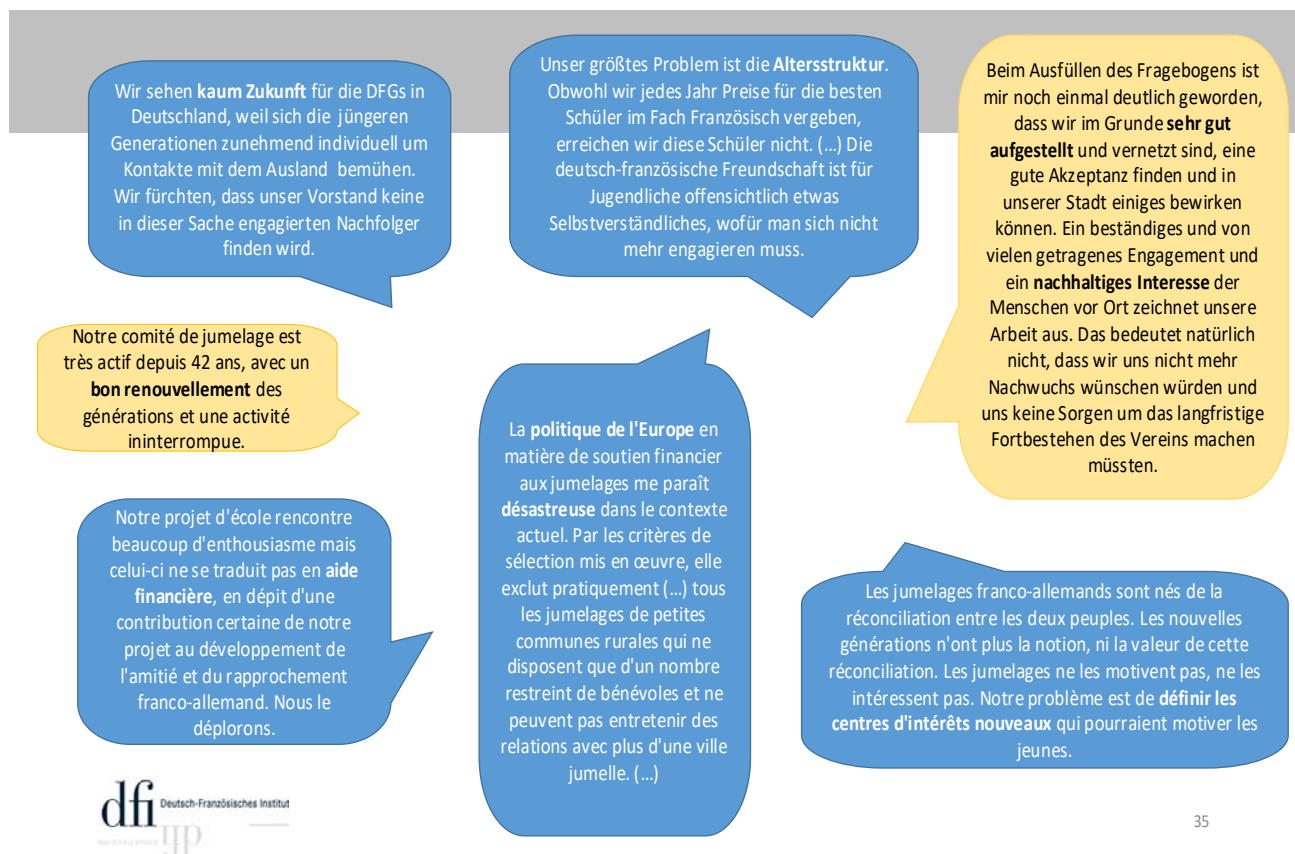 Wir sehen kaum Zukunft für die DFGs in
Deutschland, weil sich die jüngeren
Generationen zunehmend individuell um
Kontakte mit dem Ausland bemühen.
Wir fürchten, dass unser Vorstand keine
in dieser Sache engagierten Nachfolger
finden wird.
Unser größtes Problem ist die Altersstruktur.
Obwohl wir jedes Jahr Preise für die besten
Schüler im Fach Französisch vergeben,
erreichen wir diese Schüler nicht. (...) Die
deutsch-französische Freundschaft ist für
Jugendliche offensichtlich etwas
Selbstverständliches, wofür man sich nicht
mehr engagieren muss.
Beim Ausfüllen des Fragebogens ist
mir noch einmal deutlich geworden,
dass wir im Grunde sehr gut
aufgestellt und vernetzt sind, eine
gute Akzeptanz finden und in
unserer Stadt einiges bewirken
können. Ein beständiges und von
vielen getragenes Engagement und
ein nachhaltiges Interesse der
Menschen vor Ort zeichnet unsere
Arbeit aus. Das bedeutet natürlich
nicht, dass wir uns nicht mehr
Nachwuchs wünschen würden und
uns keine Sorgen um das langfristige
Fortbestehen des Vereins machen
müssten.
Notre comité de jumelage est
très actif depuis 42 ans, avec un
bon renouvellement des
générations et une activité
ininterrompue.
La politique de l'Europe en
matière de soutien financier
aux jumelages me paraît
désastreuse dans le contexte
actuel. Par les critères de
sélection mis en œuvre, elle
exclut pratiquement (...) tous
les jumelages de petites
communes rurales qui ne
disposent que d'un nombre
restreint de bénévoles et ne
peuvent pas entretenir des
relations avec plus d'une ville
jumelle. (...)
Notre projet d'école rencontre
beaucoup d'enthousiasme mais
celui-ci ne se traduit pas en aide
financière, en dépit d'une
contribution certaine de notre
projet au développement de
l'amitié et du rapprochement
franco-allemand. Nous le
déplorons.
Les jumelages franco-allemands sont nés de la
réconciliation entre les deux peuples. Les nouvelles
générations n'ont plus la notion, ni la valeur de cette
réconciliation. Les jumelages ne les motivent pas, ne les
intéressent pas. Notre problème est de définir les
centres d'intérêts nouveaux qui pourraient motiver les
jeunes.
dfi Deutsch-Französisches Institut
35